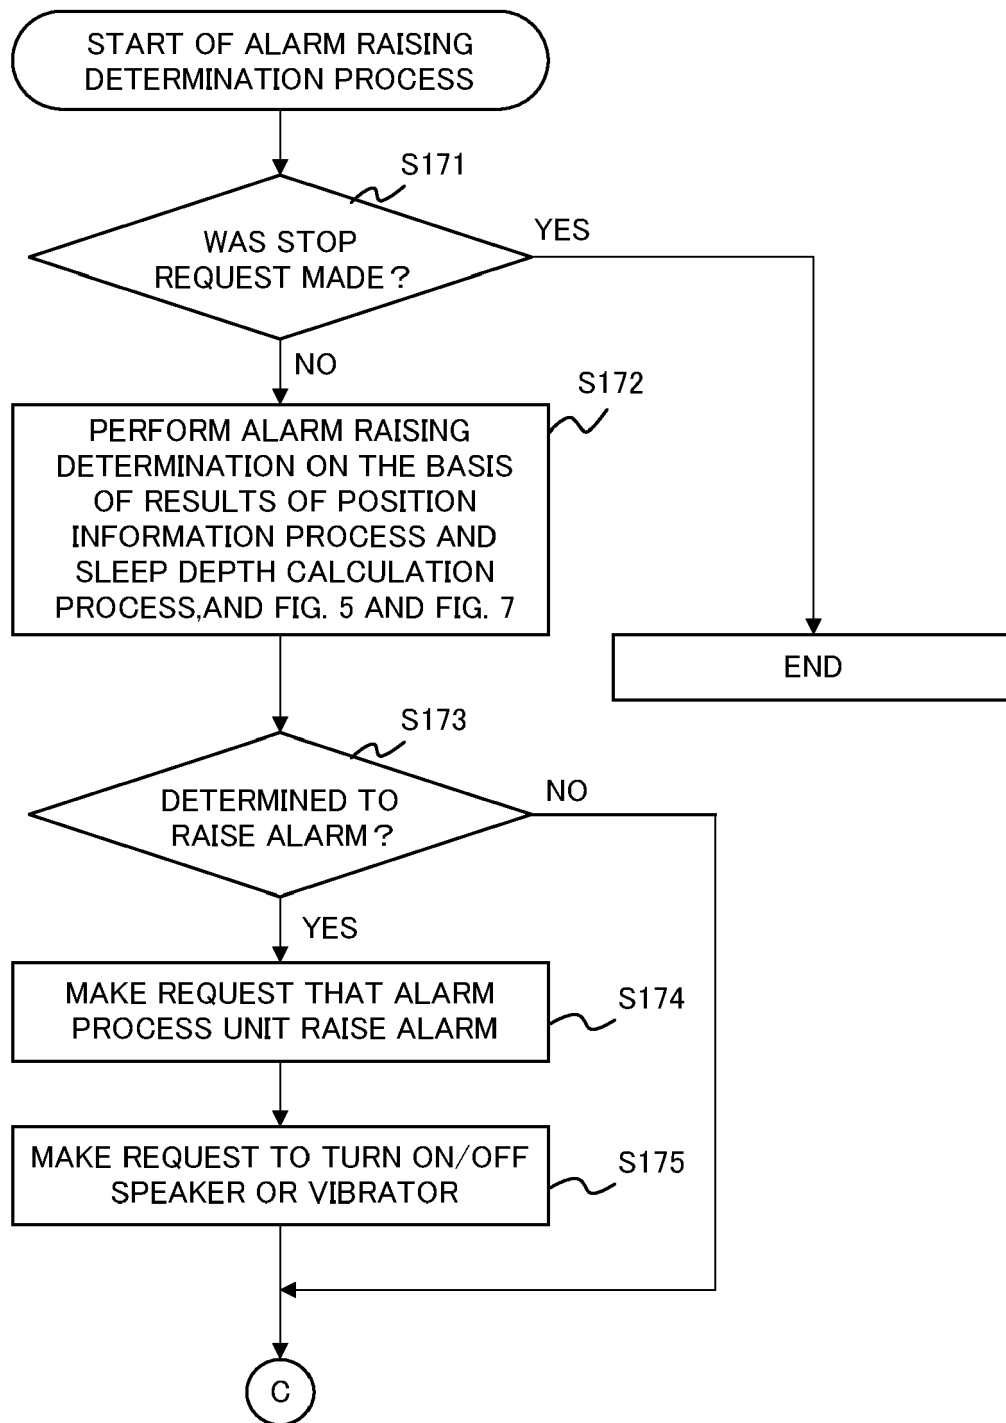 START OF ALARM RAISING
DETERMINATION PROCESS
S171
WAS STOP
REQUEST MADE?
YES
NO
S172
PERFORM ALARM RAISING
DETERMINATION ON THE BASIS
OF RESULTS OF POSITION
INFORMATION PROCESS AND
SLEEP DEPTH CALCULATION
PROCESS,AND FIG. 5 AND FIG. 7
END
S173
DETERMINED TO
RAISE ALARM?
NO
YES
MAKE REQUEST THAT ALARM
PROCESS UNIT RAISE ALARM
S174
MAKE REQUEST TO TURN ON/OFF
SPEAKER OR VIBRATOR
S175
C